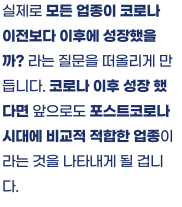 실제로 모든 업종이 코로나
이전보다 이후에 성장했을
까? 라는 질문을 떠올리게 만
듭니다. 코로나 이후 성장 했
다면 앞으로도 포스트코로나
시대에 비교적 적합한 업종이
라는 것을 나타내게 될 겁니
다.